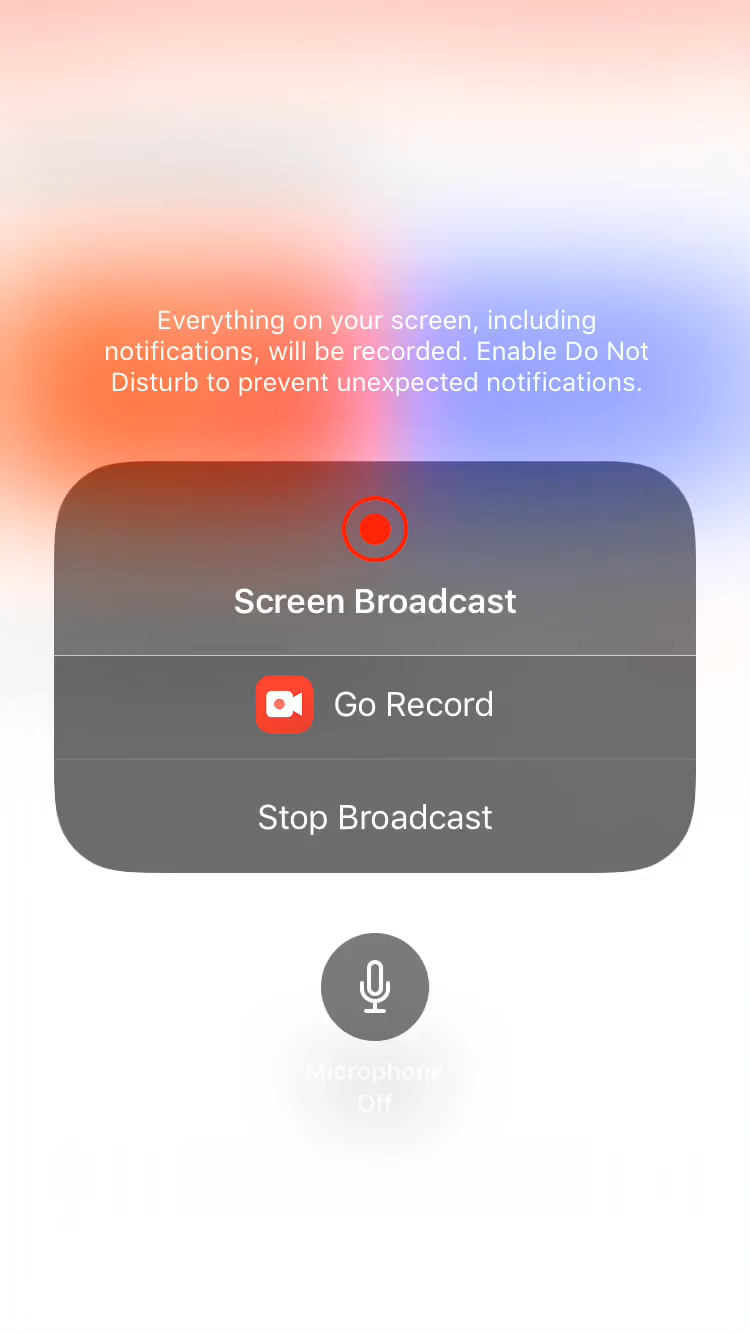 Everything on your screen, including
notifications, will be recorded. Enable Do Not
Disturb to prevent unexpected notifications.
Screen Broadcast
Go Record
Stop Broadcast
Microphone
Off